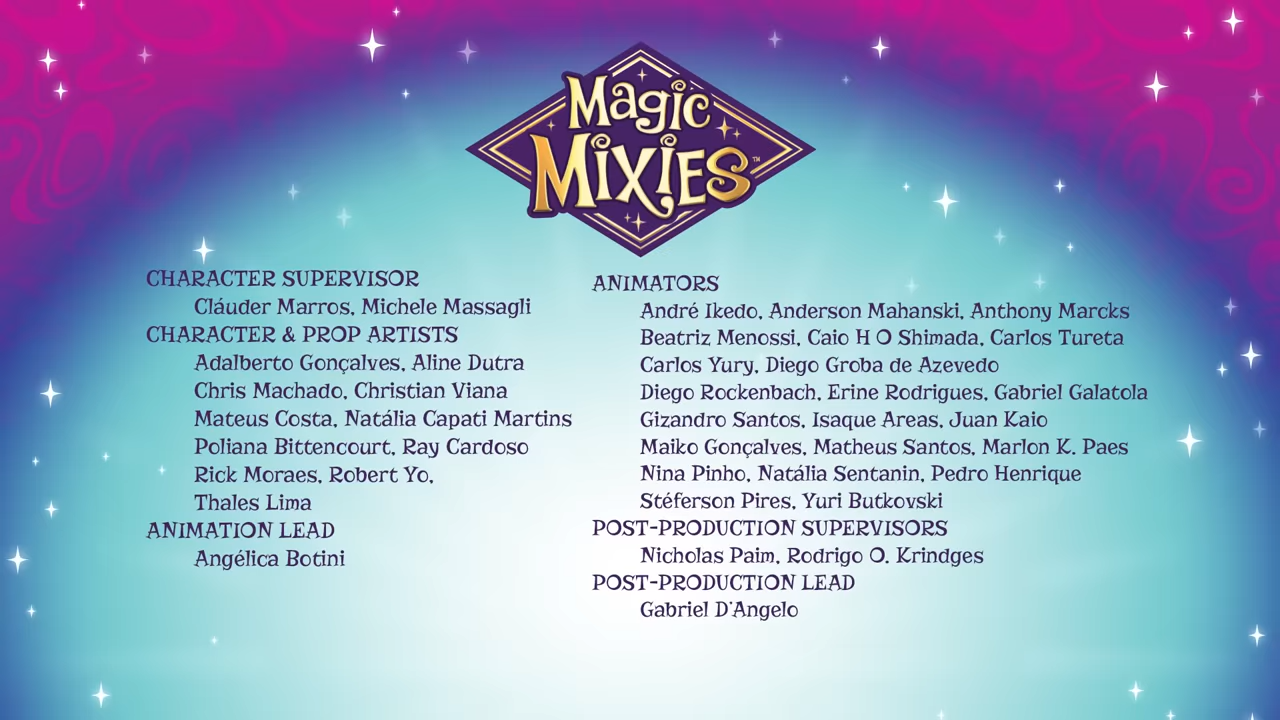 Magic
Mixies™
CHARACTER SUPERVISOR
Cláuder Marros, Michele Massagli
CHARACTER & PROP ARTISTS
Adalberto Gonçalves, Aline Dutra
Chris Machado, Christian Viana
Mateus Costa, Natália Capati Martins
Poliana Bittencourt, Ray Cardoso
Rick Moraes, Robert Yo,
Thales Lima
ANIMATION LEAD
Angélica Botini
ANIMATORS
André Ikedo, Anderson Mahanski, Anthony Marcks
Beatriz Menossi, Caio H O Shimada, Carlos Tureta
Carlos Yury, Diego Groba de Azevedo
Diego Rockenbach, Erine Rodrigues, Gabriel Galatola
Gizandro Santos, Isaque Areas, Juan Kaio
Maiko Gonçalves, Matheus Santos, Marlon K. Paes
Nina Pinho, Natália Sentanin, Pedro Henrique
Stéferson Pires, Yuri Butkovski
POST-PRODUCTION SUPERVISORS
Nicholas Paim, Rodrigo O. Krindges
POST-PRODUCTION LEAD
Gabriel D'Angelo